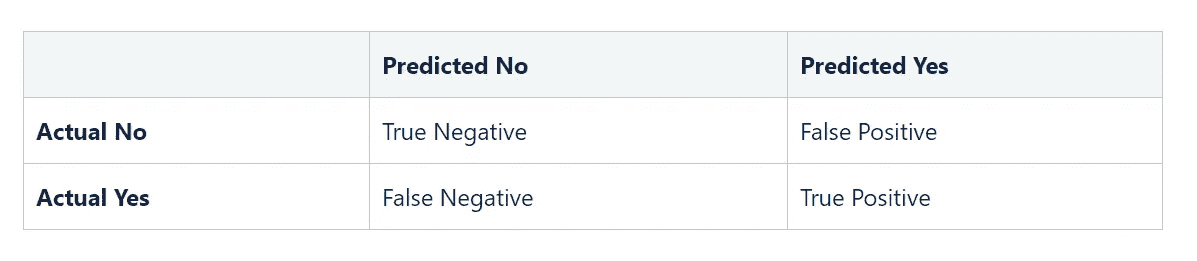 Predicted No Predicted Yes
Actual No True Negative False Positive
Actual Yes False Negative True Positive